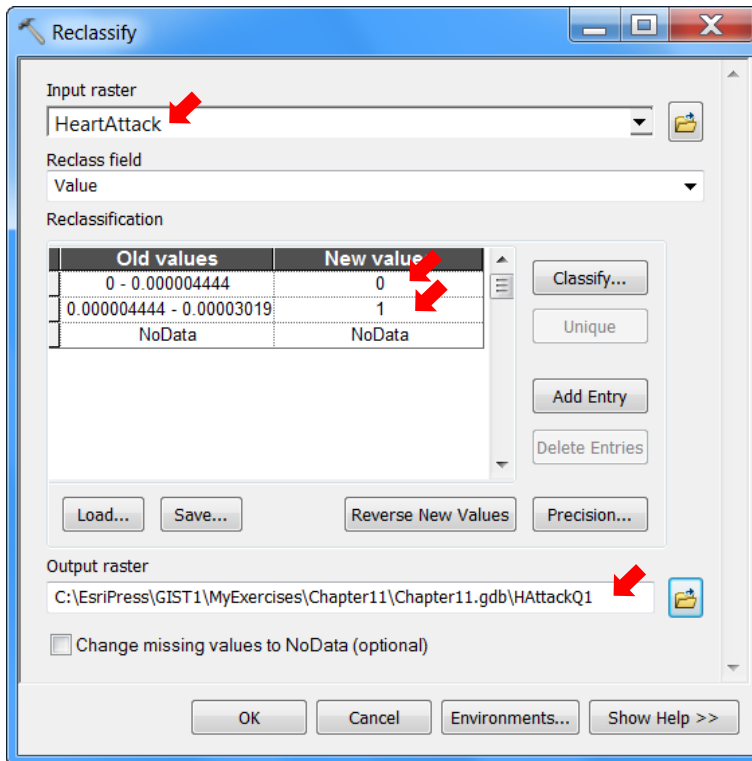 Reclassify
Input raster
HeartAttack
Reclass field
Value
Reclassification
Old values New value
0 - 0.000004444 0
0.000004444 - 0.00003019 1
NoData NoData
Classify...
Unique
Add Entry
Delete Entries
Load... Save... Reverse New Values Precision...
Output raster
C:\EsriPress\GIST1\MyExercises\Chapter11\Chapter11.gdb\HAttackQ1
Change missing values to NoData (optional)
OK Cancel Environments... Show Help >>